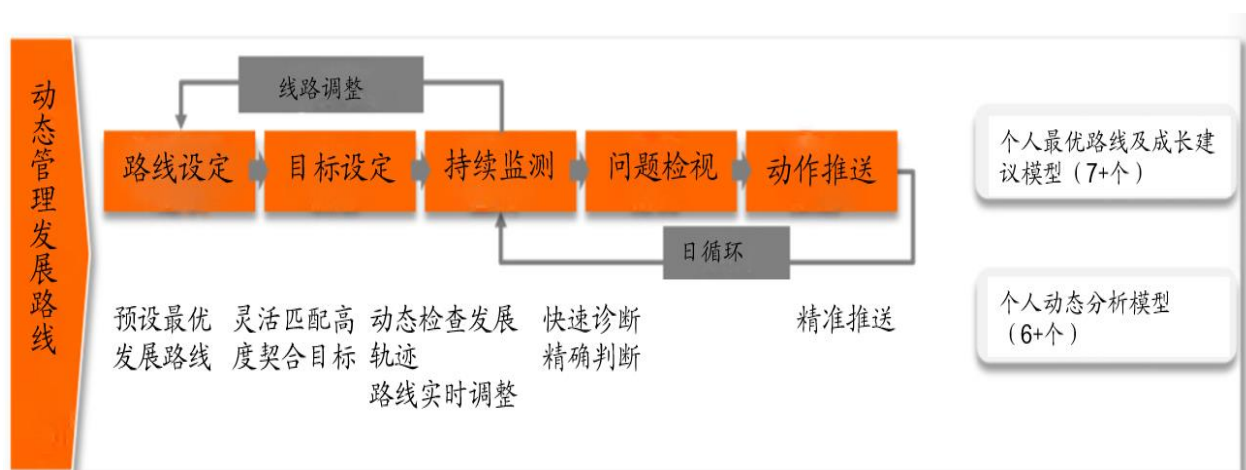 动态管理发展路线
线路调整
路线设定
目标设定
持续监测
问题检视
动作推送
日循环
预设最优
发展路线
灵活匹配高
度契合目标
动态检查发展
轨迹
路线实时调整
快速诊断
精确判断
精准推送
个人最优路线及成长建
议模型（7+个）
个人动态分析模型
（6+个）